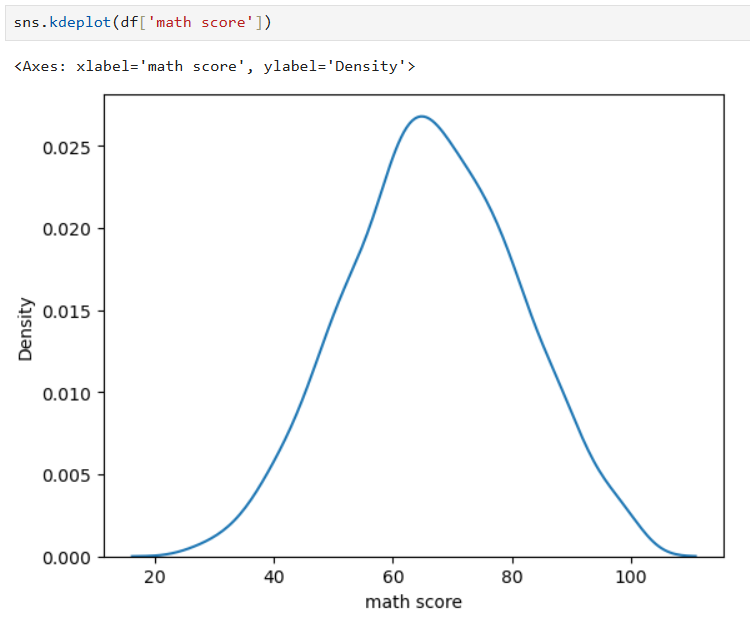 sns.kdeplot(df['math score'])
<Axes: xlabel='math score', ylabel='Density'>
0.025
0.020
0.015
0.010
0.005
0.000
Density
20 40 60 80 100
math score